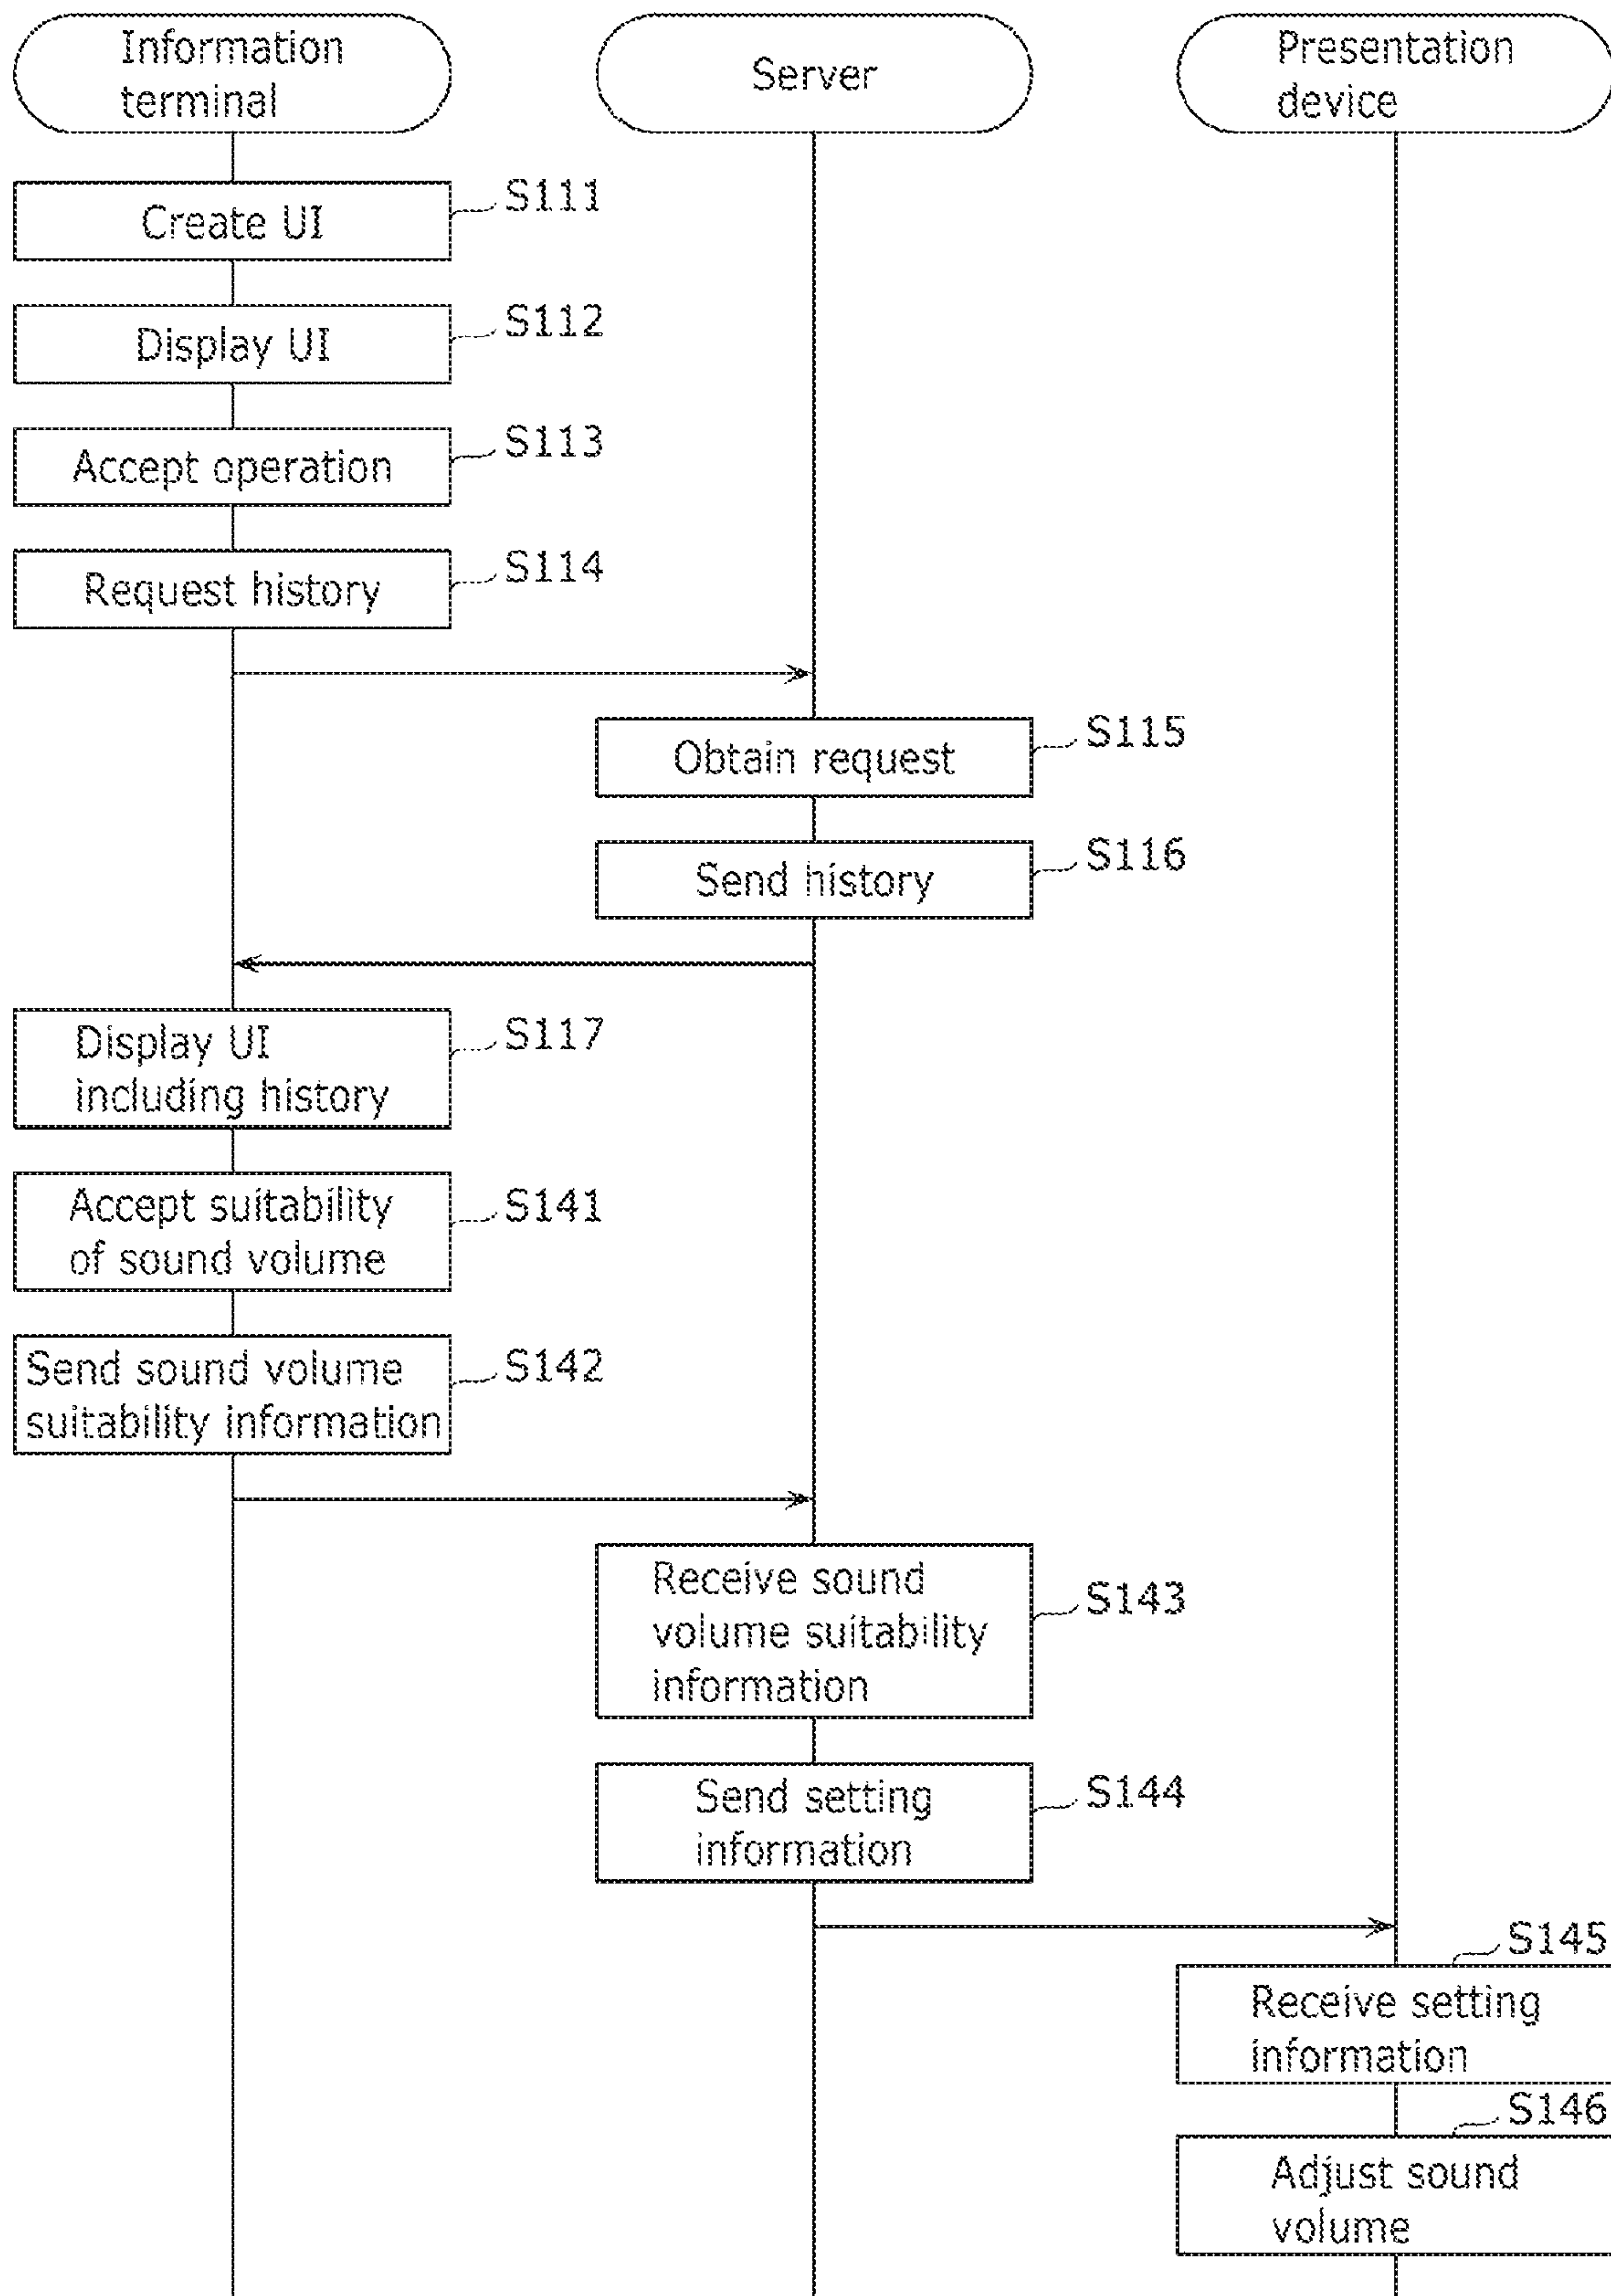 Information
terminal
Server
Presentation
device
Create UI
S111
Display UI
S112
Accept operation
S113
Request history
S114
Obtain request
S115
Send history
S116
Display UI
including history
S117
Accept suitability
of sound volume
S141
Send sound volume
suitability information
S142
Receive sound
volume suitability
information
S143
Send setting
information
S144
S145
Receive setting
information
S146
Adjust sound
volume